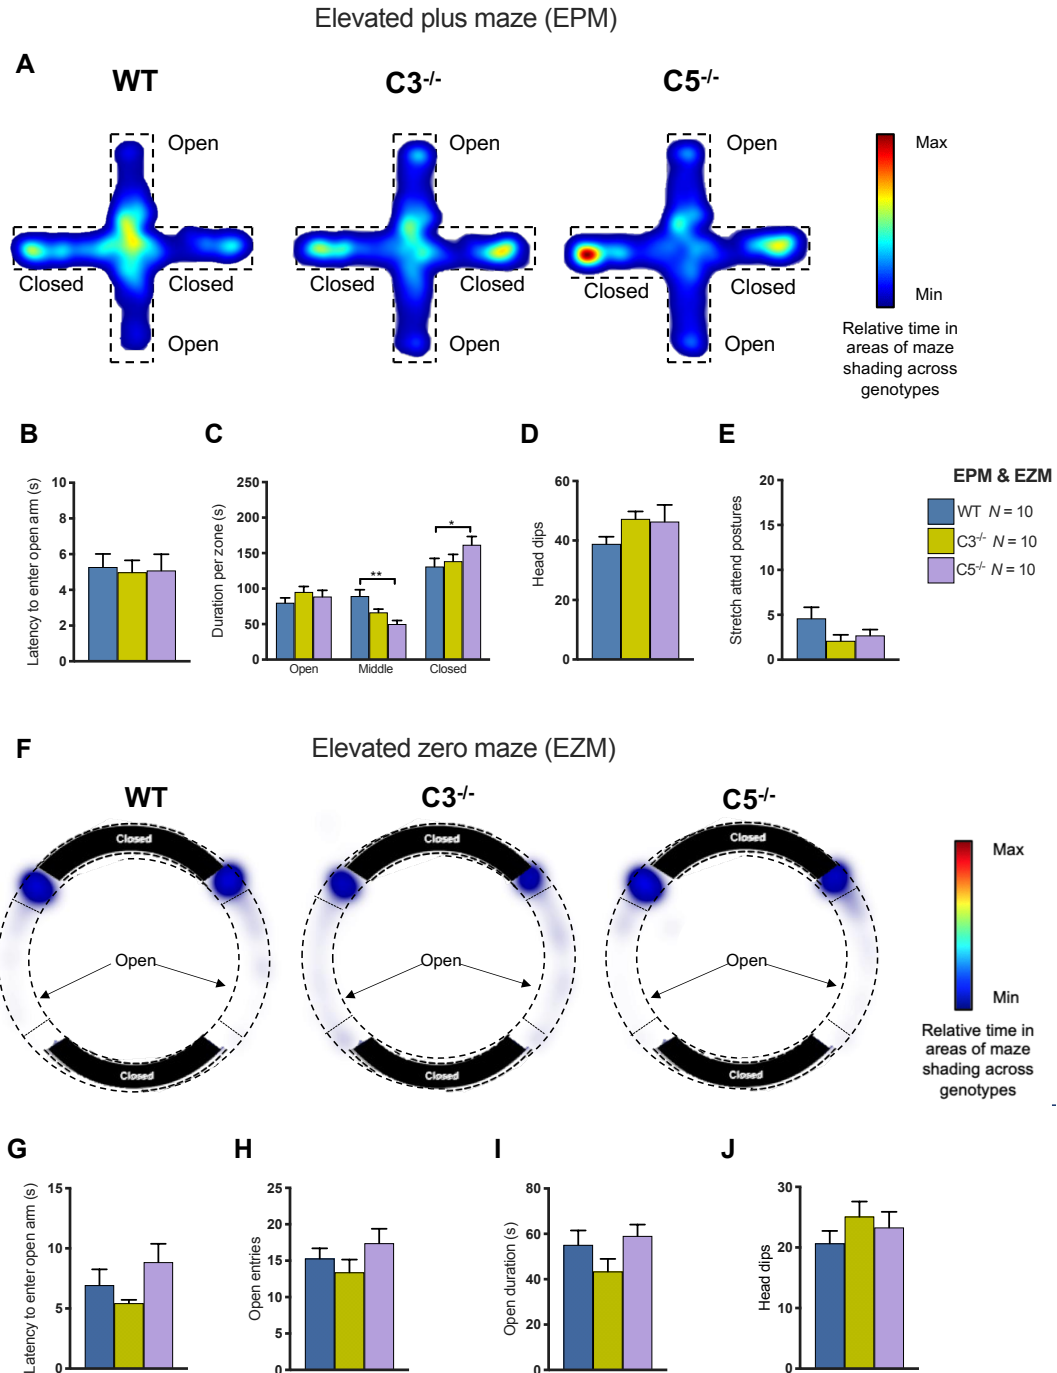 Elevated plus maze (EPM)
A
WT
C3-/-
C5-/-
Open
Open
Open
Max
Closed
Closed
Closed
Closed
Closed
Closed
Min
Open
Open
Open
Relative time in
areas of maze
shading across
genotypes
B
C
D
E
Latency to enter open arm (s)
10
8
6
4
2
0
Duration per zone (s)
250
200
150
100
50
0
**
*
Open
Middle
Closed
Head dips
60
40
20
0
Stretch attend postures
20
15
10
5
0
EPM & EZM
WT N = 10
C3-/- N = 10
C5-/- N = 10
F
Elevated zero maze (EZM)
WT
C3-/-
C5-/-
Closed
Closed
Closed
Max
Open
Open
Open
Min
Closed
Closed
Closed
Relative time in
areas of maze
shading across
genotypes
G
H
I
J
Latency to enter open arm (s)
15
10
5
0
Open entries
25
20
15
10
5
0
Open duration (s)
80
60
40
20
0
Head dips
30
20
10
0